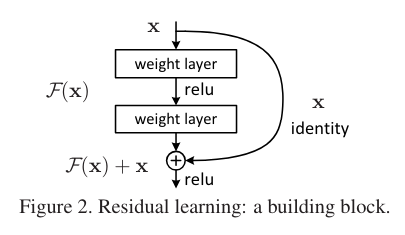 x
weight layer
F(x)
relu
weight layer
x
identity
F(x) + x
+
relu
Figure 2. Residual learning: a building block.